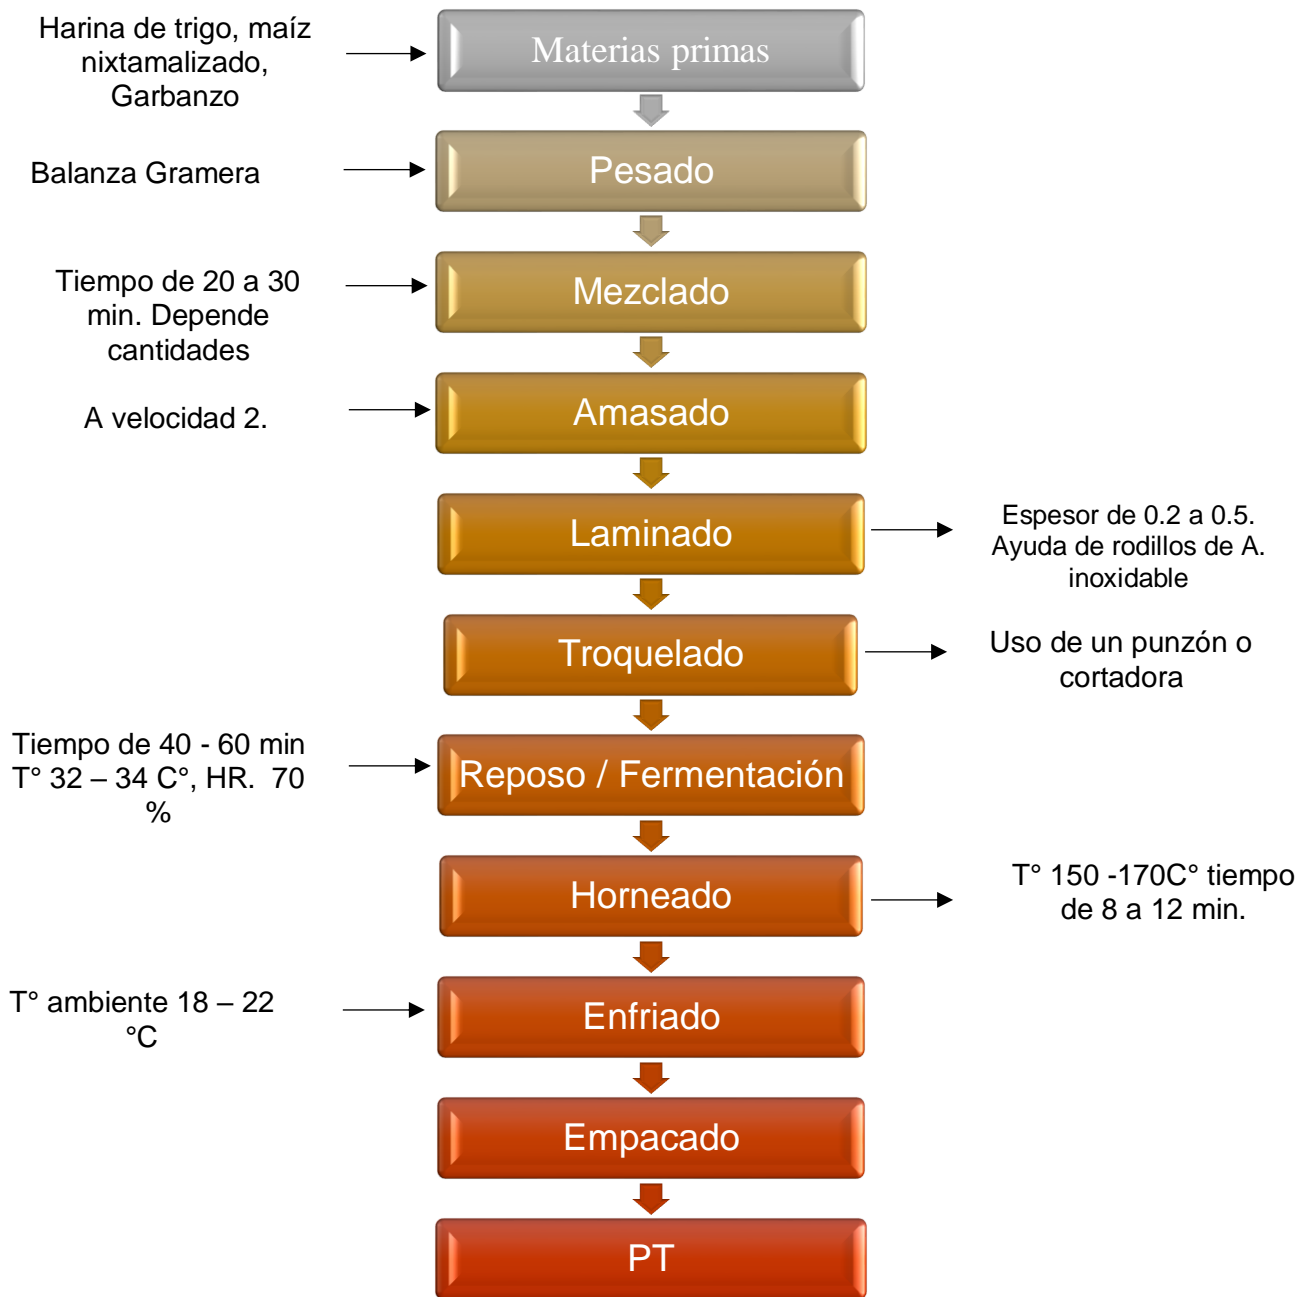 Harina de trigo, maíz
nixtamalizado,
Garbanzo
Materias primas
Balanza Gramera
Pesado
Tiempo de 20 a 30
min. Depende
cantidades
Mezclado
A velocidad 2.
Amasado
Laminado
Espesor de 0.2 a 0.5.
Ayuda de rodillos de A.
inoxidable
Troquelado
Uso de un punzón o
cortadora
Tiempo de 40 - 60 min
T° 32 – 34 C°, HR. 70
%
Reposo / Fermentación
Horneado
T° 150 -170C° tiempo
de 8 a 12 min.
T° ambiente 18 – 22
°C
Enfriado
Empacado
PT